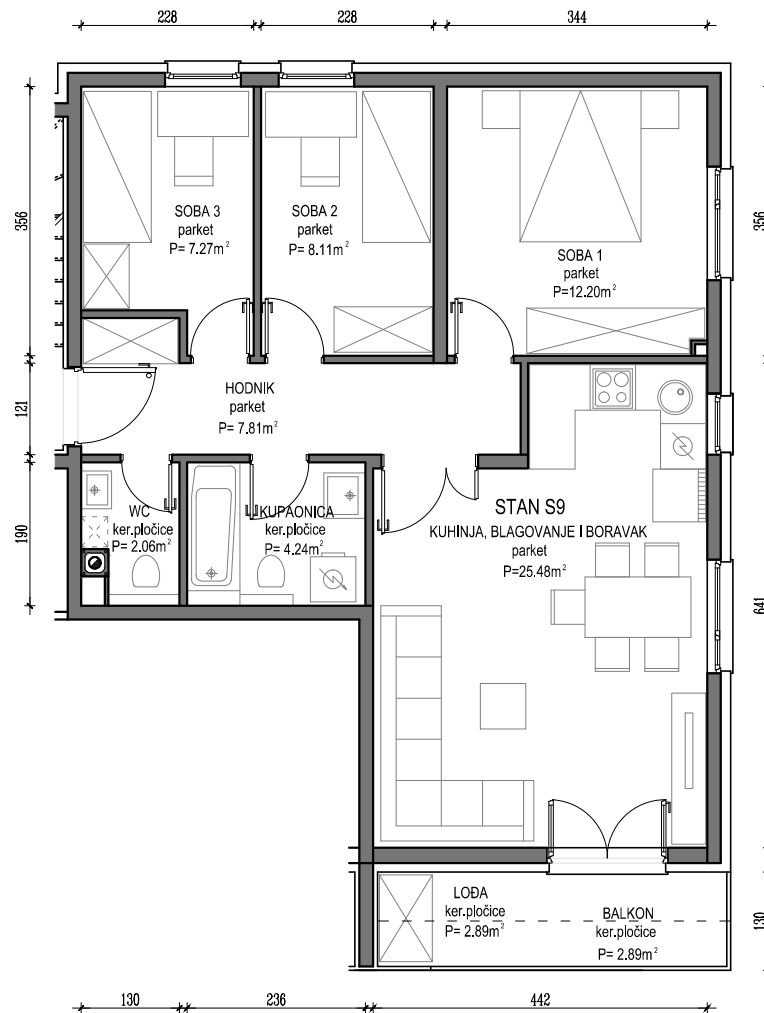 228
228
344
356
356
SOBA 3
parket
P= 7.27m²
SOBA 2
parket
P= 8.11m²
SOBA 1
parket
P=12.20m²
121
HODNIK
parket
P= 7.81m²
190
WC
ker.pločice
P= 2.06m²
KUPAONICA
ker.pločice
P= 4.24m²
STAN S9
KUHINJA, BLAGOVANJE I BORAVAK
parket
P=25.48m²
641
LOĐA
ker.pločice
P= 2.89m²
BALKON
ker.pločice
P= 2.89m²
130
130
236
442